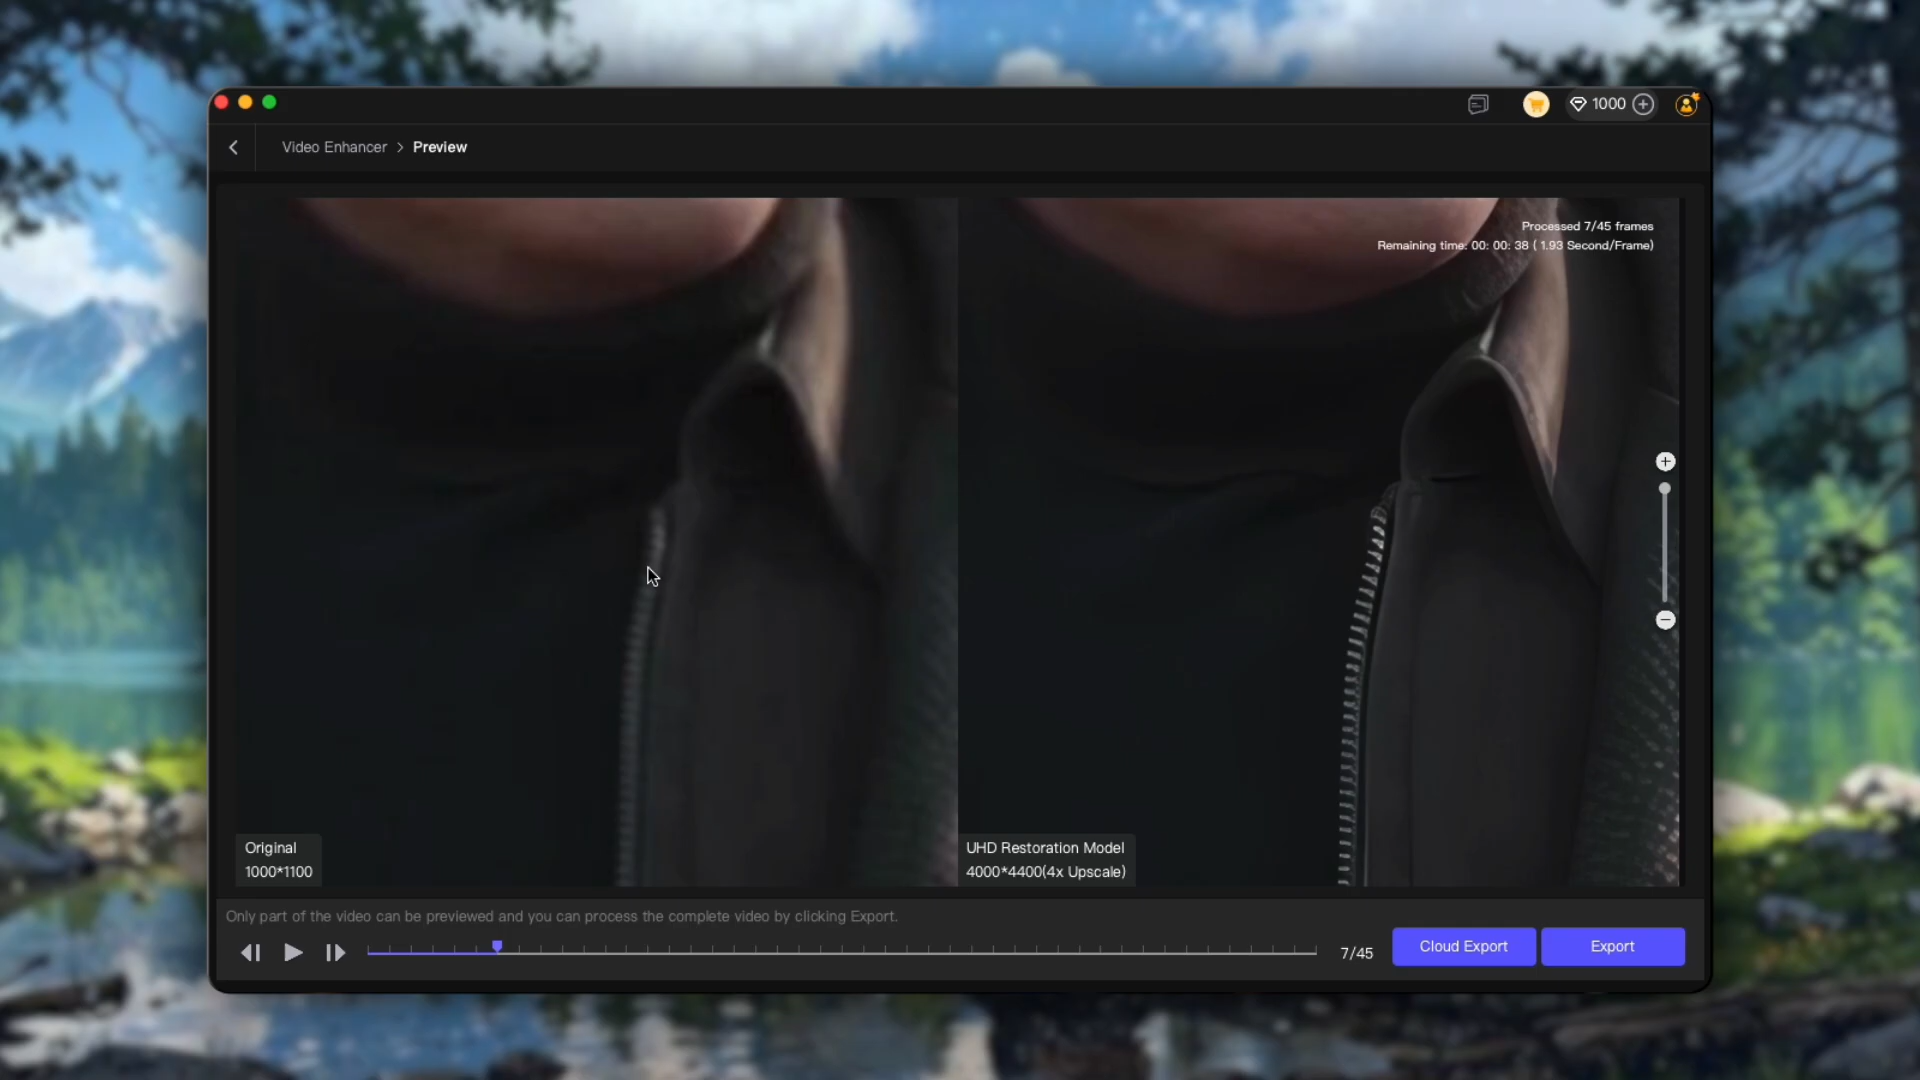 1000
Video Enhancer > Preview
Processed 7/45 frames
Remaining time: 00: 00: 38 ( 1.93 Second/Frame)
Original
1000*1100
UHD Restoration Model
4000*4400(4x Upscale)
Only part of the video can be previewed and you can process the complete video by clicking Export.
7/45
Cloud Export
Export